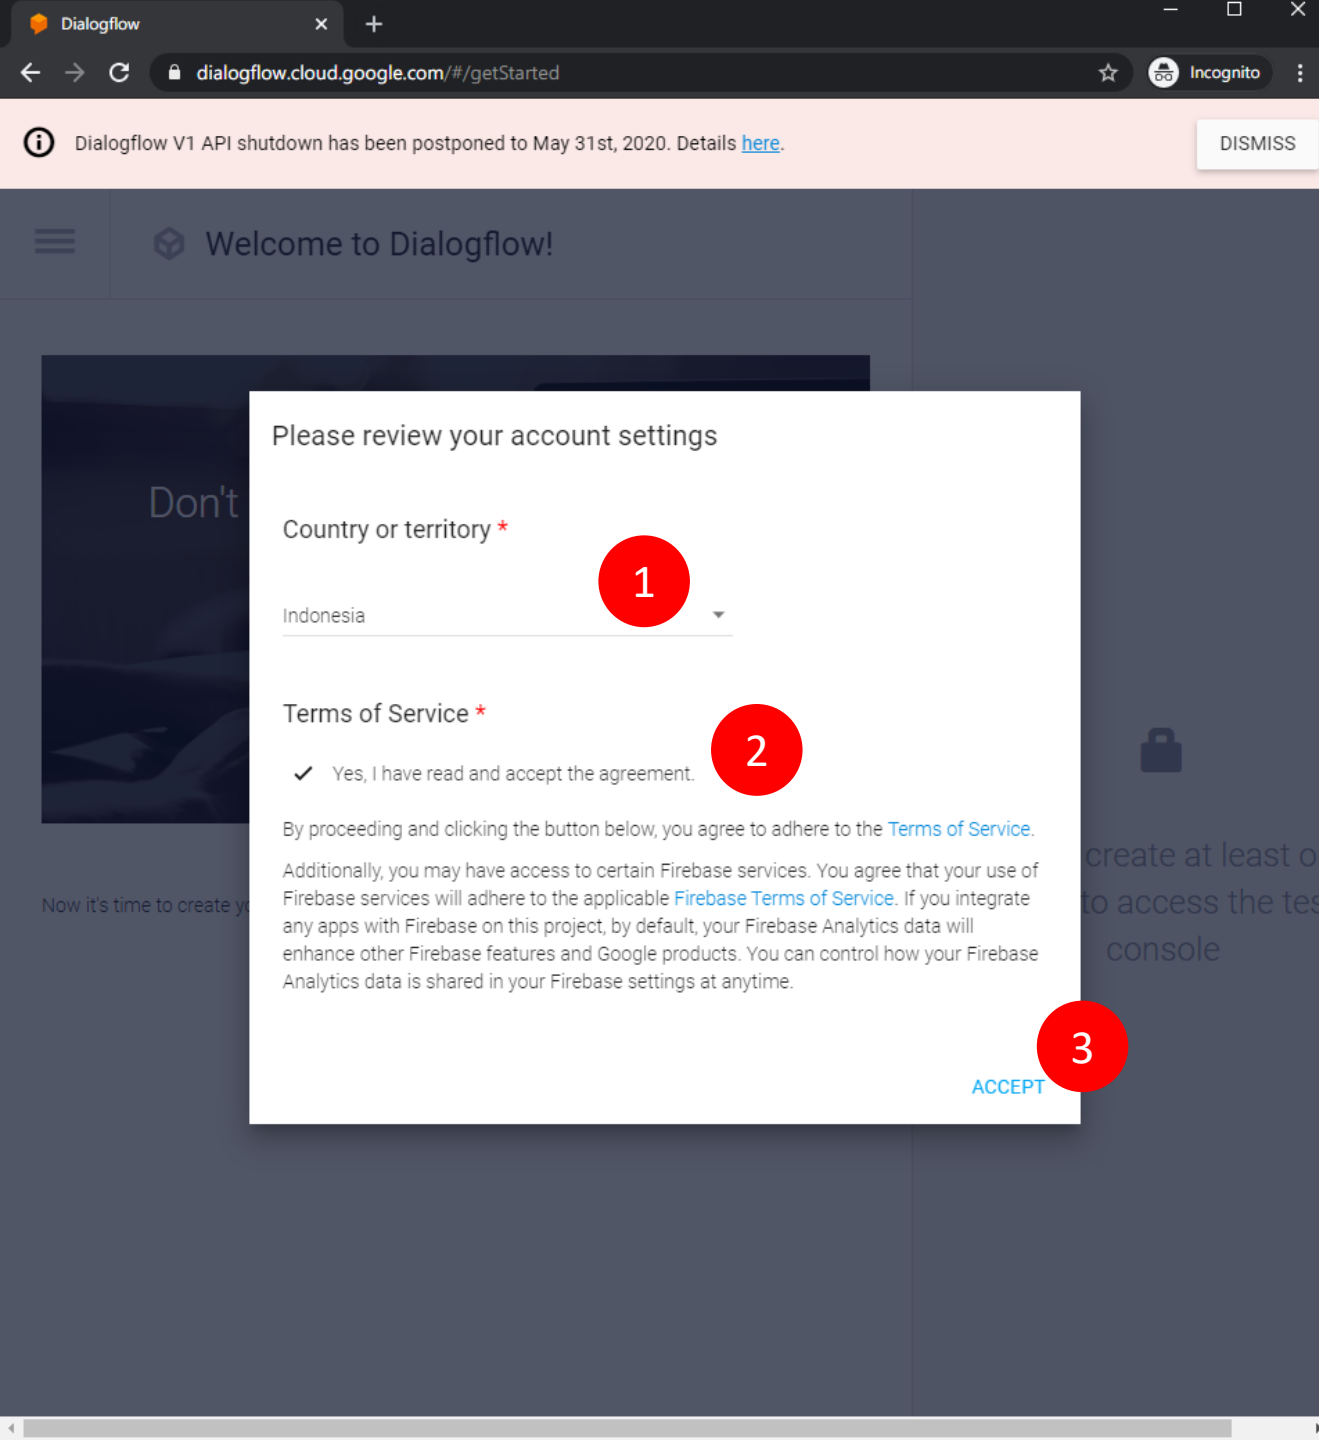 Dialogflow
dialogflow.cloud.google.com/#/getStarted
Incognito
Dialogflow V1 API shutdown has been postponed to May 31st, 2020. Details here.
DISMISS
Welcome to Dialogflow!
Don't
Please review your account settings
Country or territory *
1
Indonesia
Terms of Service *
2
Yes, I have read and accept the agreement.
By proceeding and clicking the button below, you agree to adhere to the Terms of Service.
Additionally, you may have access to certain Firebase services. You agree that your use of
Firebase services will adhere to the applicable Firebase Terms of Service. If you integrate
any apps with Firebase on this project, by default, your Firebase Analytics data will
enhance other Firebase features and Google products. You can control how your Firebase
Analytics data is shared in your Firebase settings at anytime.
3
ACCEPT
Now it's time to create
create at least
to access the
console